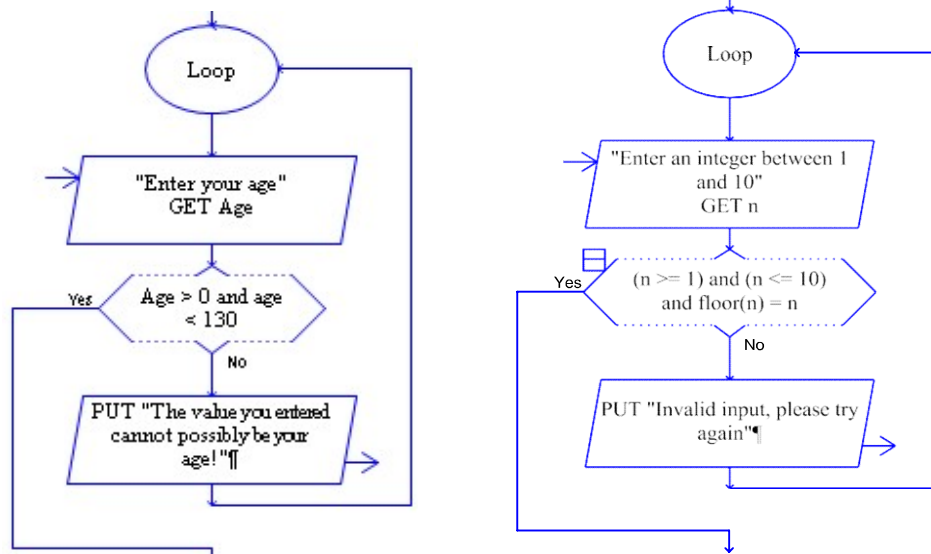 Loop
"Enter your age"
GET Age
Yes
Age > 0 and age
< 130
No
PUT "The value you entered
cannot possibly be your
age!"¶
Loop
"Enter an integer between 1
and 10"
GET n
Yes
(n >= 1) and (n <= 10)
and floor(n) = n
No
PUT "Invalid input, please try
again"¶